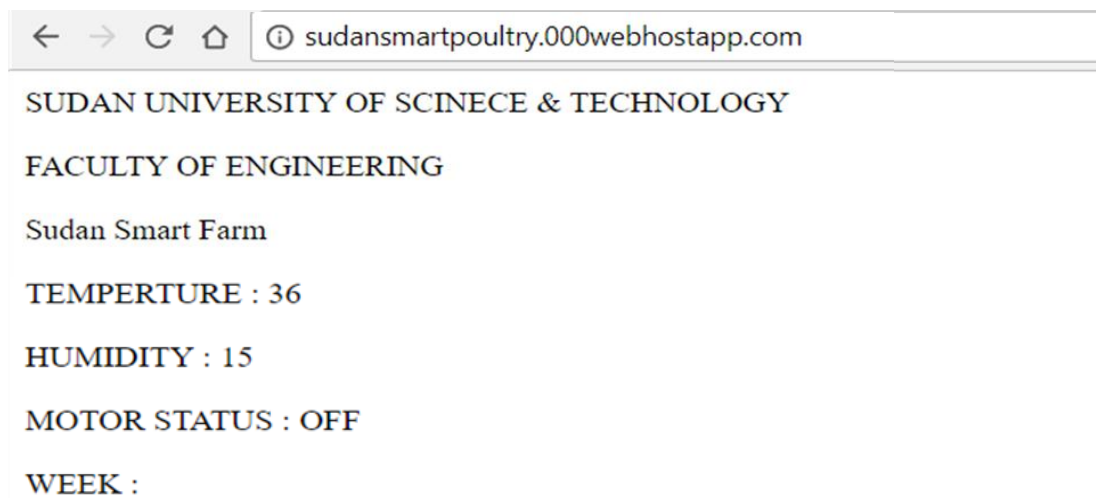 sudansmartpoultry.000webhostapp.com
SUDAN UNIVERSITY OF SCINECE & TECHNOLOGY
FACULTY OF ENGINEERING
Sudan Smart Farm
TEMPERTURE : 36
HUMIDITY : 15
MOTOR STATUS : OFF
WEEK :